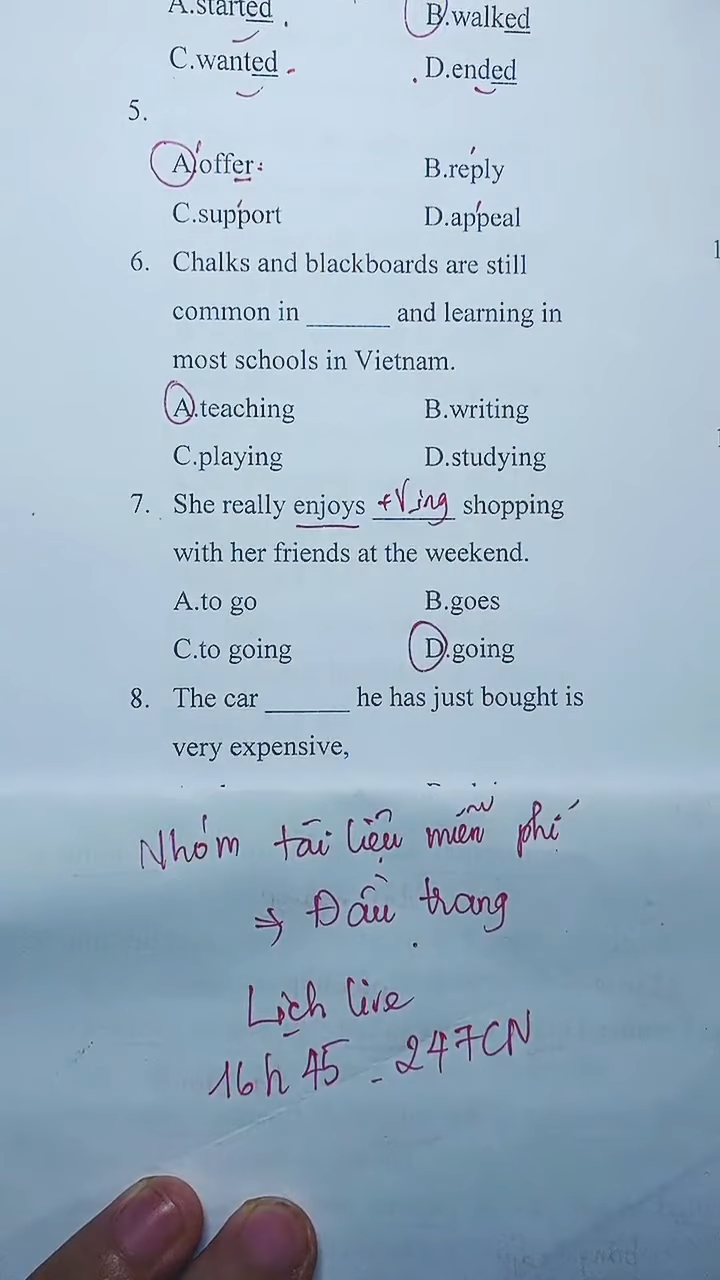 A.started B.walked
C.wanted D.ended
5.
A.offer B.reply
C.support D.appeal
6. Chalks and blackboards are still
common in ______ and learning in
most schools in Vietnam.
A.teaching B.writing
C.playing D.studying
7. She really enjoys +Ving shopping
with her friends at the weekend.
A.to go B.goes
C.to going D.going
8. The car ______ he has just bought is
very expensive,
Nhóm tài liệu miễn phí
⇒ Đầu trang
Lịch live
16h45 - 247CN